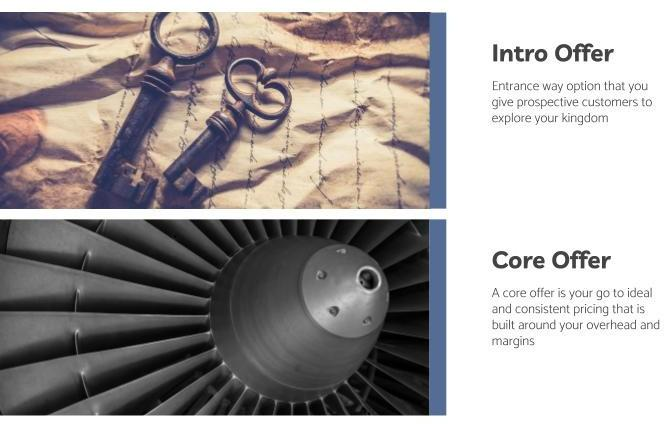 Intro Offer
Entrance way option that you
give prospective customers to
explore your kingdom
Core Offer
A core offer is your go to ideal
and consistent pricing that is
built around your overhead and
margins